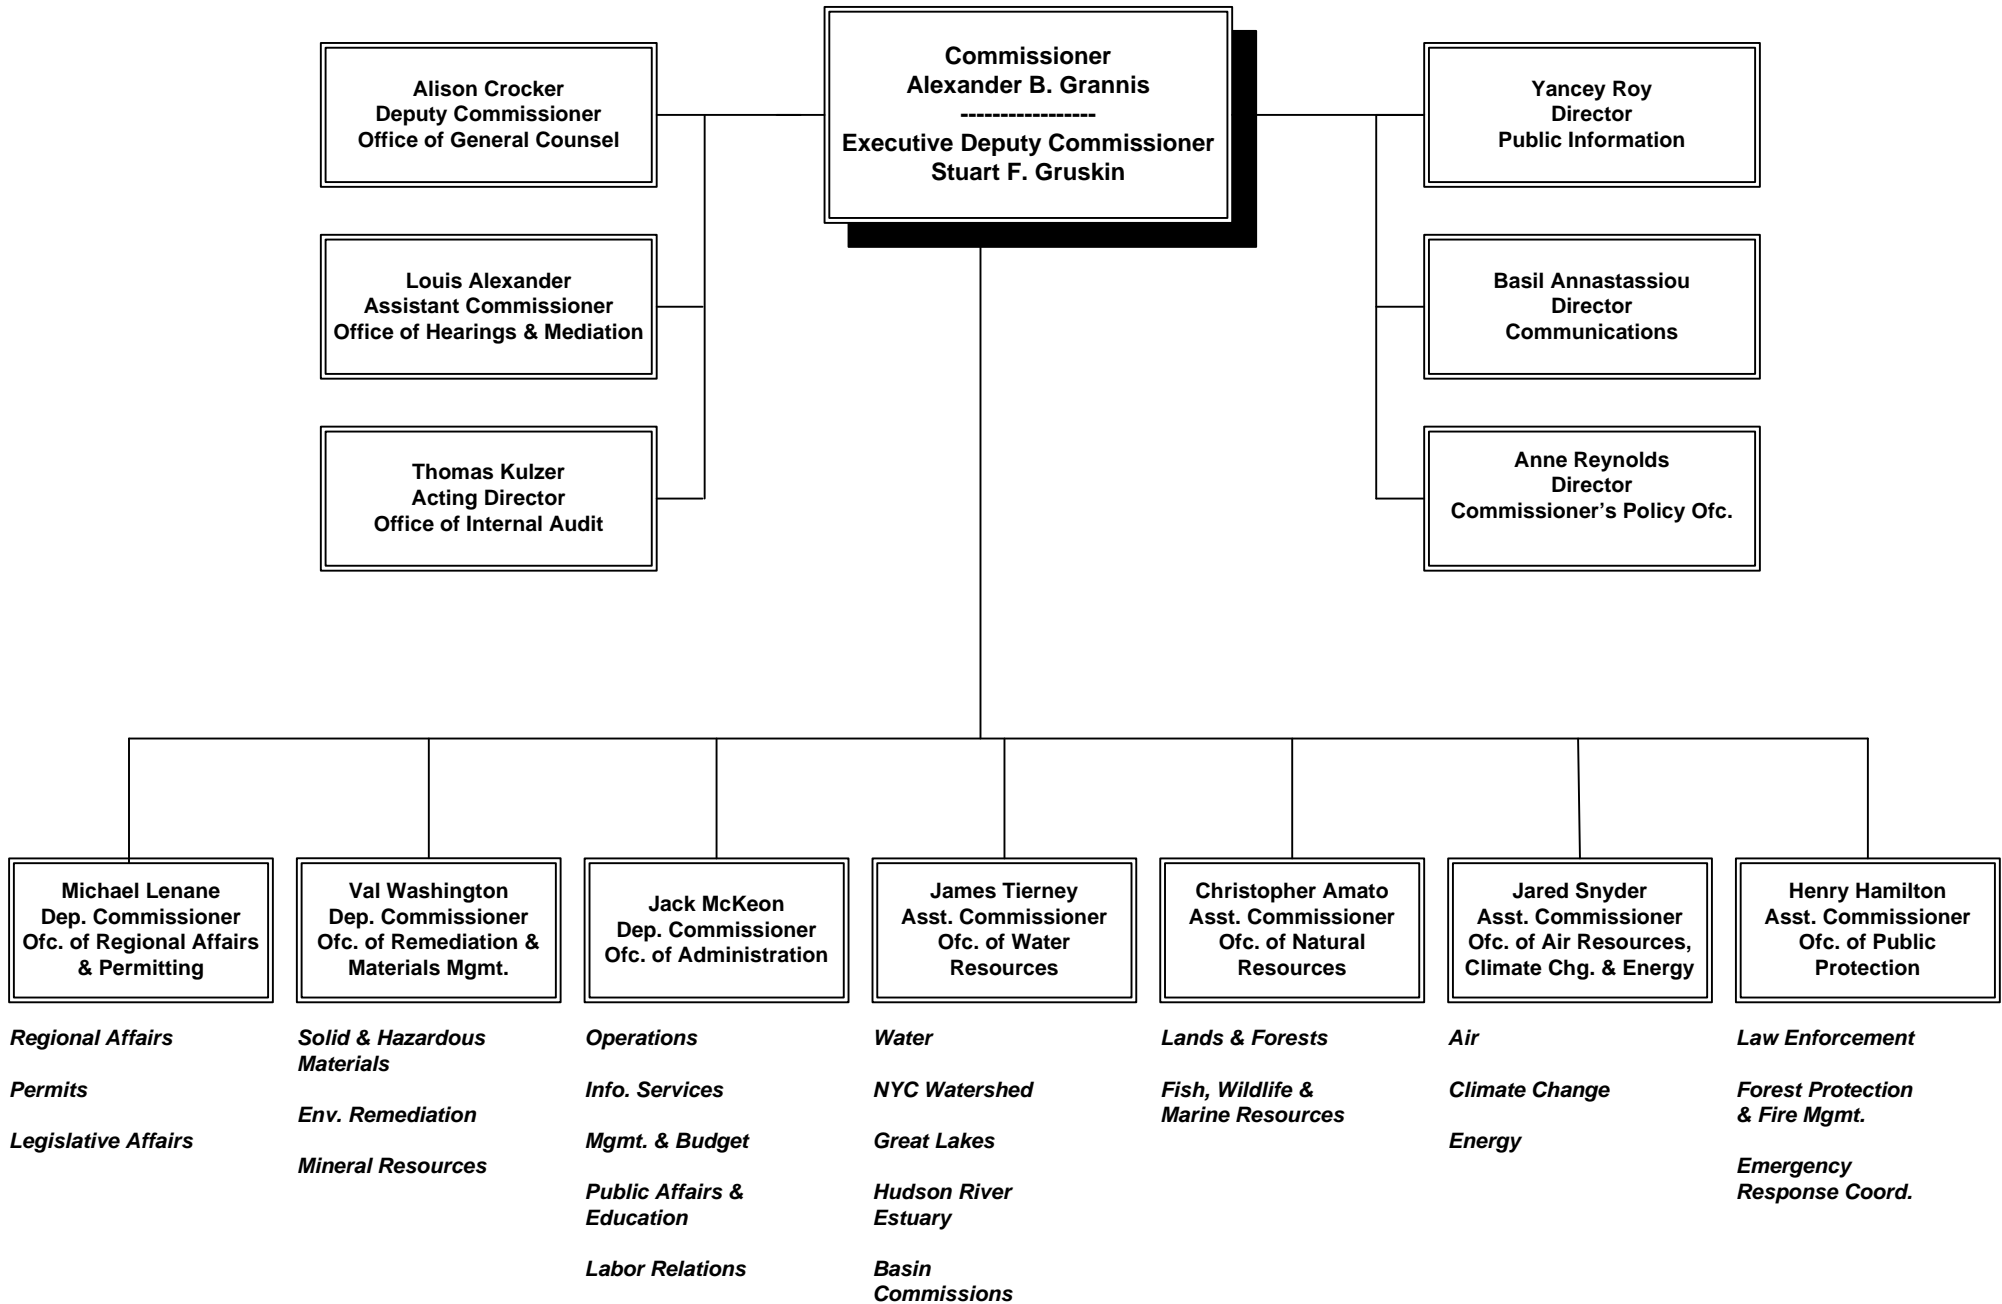 Commissioner
Alexander B. Grannis
-----------------
Executive Deputy Commissioner
Stuart F. Gruskin
Alison Crocker
Deputy Commissioner
Office of General Counsel
Louis Alexander
Assistant Commissioner
Office of Hearings & Mediation
Thomas Kulzer
Acting Director
Office of Internal Audit
Yancey Roy
Director
Public Information
Basil Annastassiou
Director
Communications
Anne Reynolds
Director
Commissioner’s Policy Ofc.
Michael Lenane
Dep. Commissioner
Ofc. of Regional Affairs
& Permitting
Regional Affairs
Permits
Legislative Affairs
Val Washington
Dep. Commissioner
Ofc. of Remediation &
Materials Mgmt.
Solid & Hazardous
Materials
Env. Remediation
Mineral Resources
Jack McKeon
Dep. Commissioner
Ofc. of Administration
Operations
Info. Services
Mgmt. & Budget
Public Affairs &
Education
Labor Relations
James Tierney
Asst. Commissioner
Ofc. of Water
Resources
Water
NYC Watershed
Great Lakes
Hudson River
Estuary
Basin
Commissions
Christopher Amato
Asst. Commissioner
Ofc. of Natural
Resources
Lands & Forests
Fish, Wildlife &
Marine Resources
Jared Snyder
Asst. Commissioner
Ofc. of Air Resources,
Climate Chg. & Energy
Air
Climate Change
Energy
Henry Hamilton
Asst. Commissioner
Ofc. of Public
Protection
Law Enforcement
Forest Protection
& Fire Mgmt.
Emergency
Response Coord.